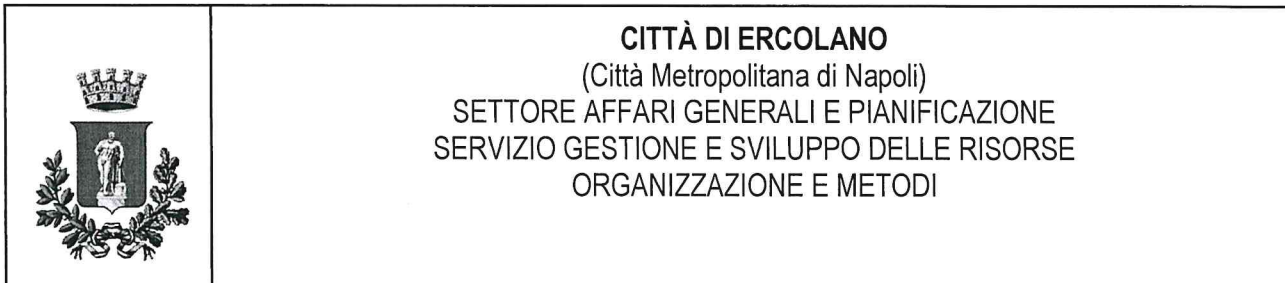 CITTÀ DI ERCOLANO
(Città Metropolitana di Napoli)
SETTORE AFFARI GENERALI E PIANIFICAZIONE
SERVIZIO GESTIONE E SVILUPPO DELLE RISORSE
ORGANIZZAZIONE E METODI